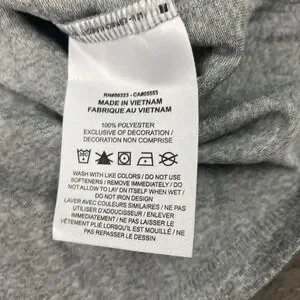 RN#56323 - CA#05553
MADE IN VIETNAM
FABRIQUE AU VIETNAM
100% POLYESTER
EXCLUSIVE OF DECORATION /
DECORATION NON COMPRISE
WASH WITH LIKE COLORS / DO NOT USE
SOFTENERS / REMOVE IMMEDIATELY / DO
NOT ALLOW TO LAY ON ITSELF WHEN WET /
DO NOT IRON DESIGN
LAVER AVEC COULEURS SIMILAIRES / NE PAS
UTILISER D'ADOUCISSEUR / ENLEVER
IMMÉDIATEMENT / NE PAS LAISSER LE
VÊTEMENT PLIÉ LORSQU'IL EST MOUILLÉ / NE
PAS REPASSER LE DESSIN